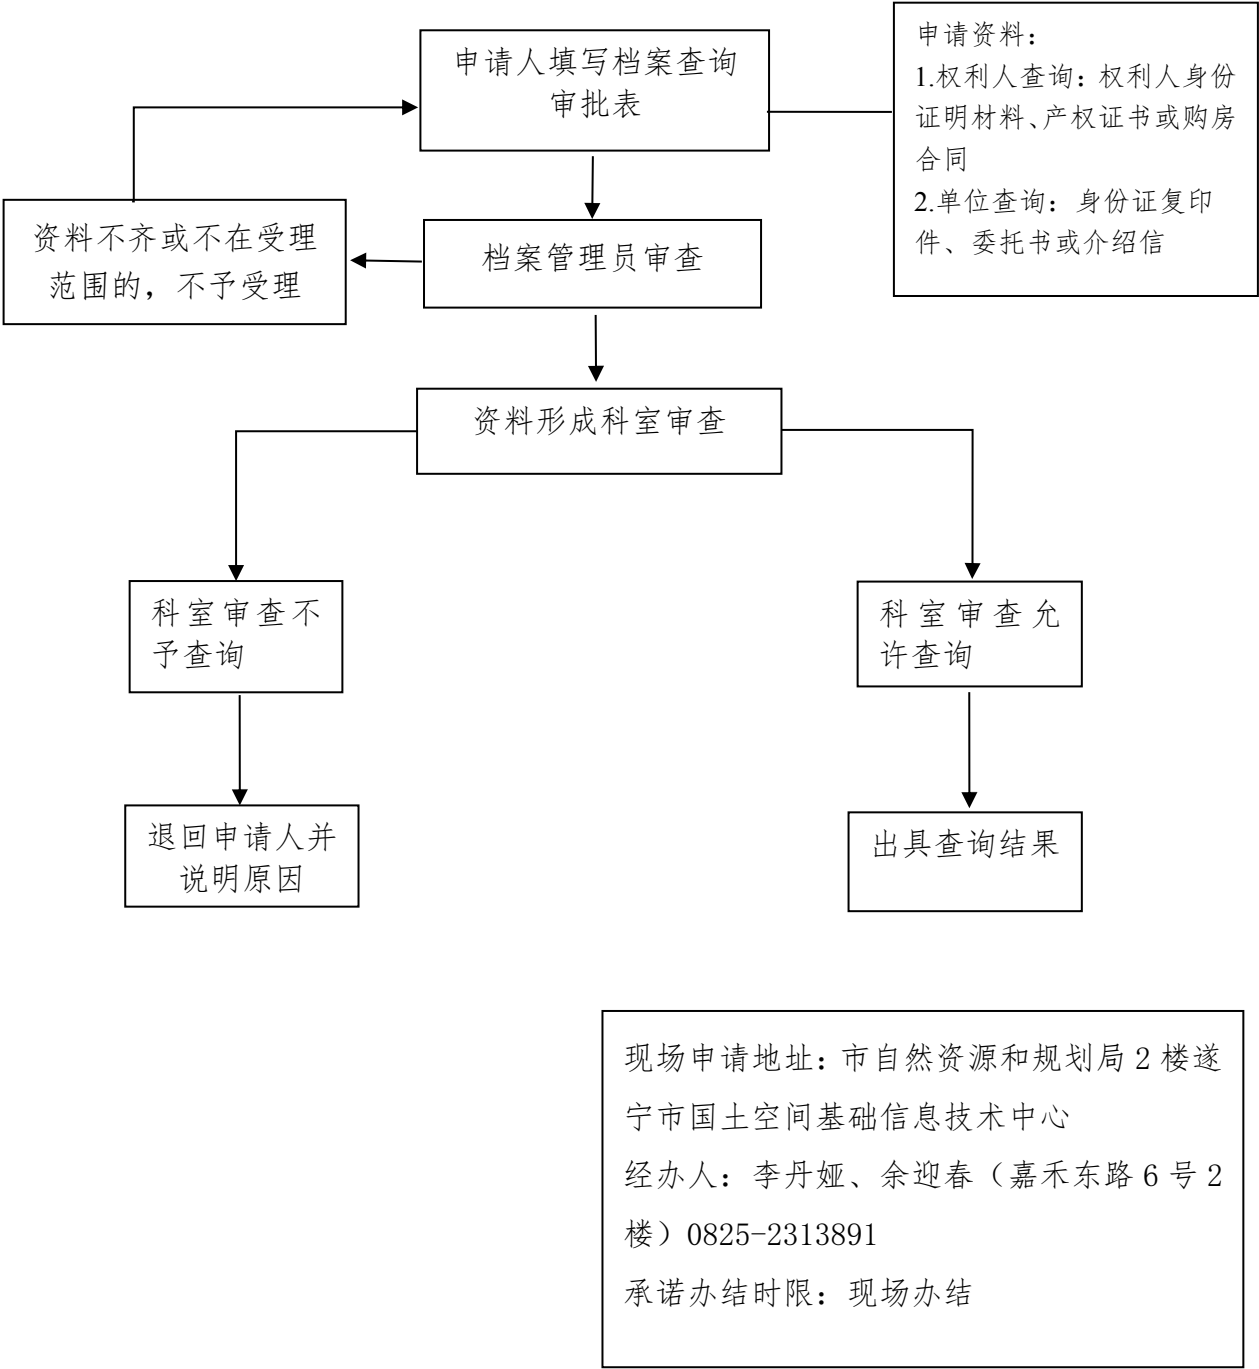 申请人填写档案查询
审批表
申请资料：
1.权利人查询：权利人身份
证明材料、产权证书或购房
合同
2.单位查询：身份证复印
件、委托书或介绍信
资料不齐或不在受理
范围的，不予受理
档案管理员审查
资料形成科室审查
科室审查不
予查询
科室审查允
许查询
退回申请人并
说明原因
出具查询结果
现场申请地址：市自然资源和规划局 2 楼遂
宁市国土空间基础信息技术中心
经办人：李丹娅、余迎春（嘉禾东路 6 号 2
楼）0825-2313891
承诺办结时限：现场办结